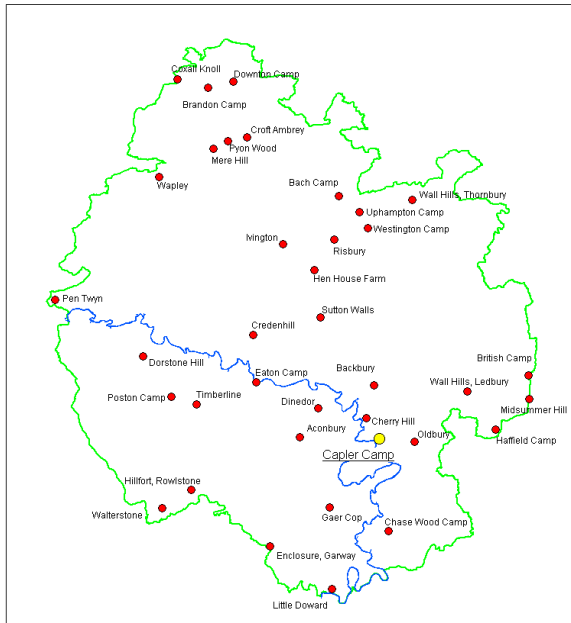 Coxall Knoll
Downton Camp
Brandon Camp
Croft Ambrey
Pyon Wood
Mere Hill
Wapley
Bach Camp
Wall Hills, Thornbury
Uphampton Camp
Westington Camp
Ivington
Risbury
Hen House Farm
Pen Twyn
Sutton Walls
Credenhill
Dorstone Hill
British Camp
Eaton Camp
Backbury
Wall Hills, Ledbury
Poston Camp
Timberline
Dinedor
Midsummer Hill
Cherry Hill
Aconbury
Oldbury
Haffield Camp
Capler Camp
Hillfort, Rowlstone
Walterstone
Gaer Cop
Chase Wood Camp
Enclosure, Garway
Little Doward